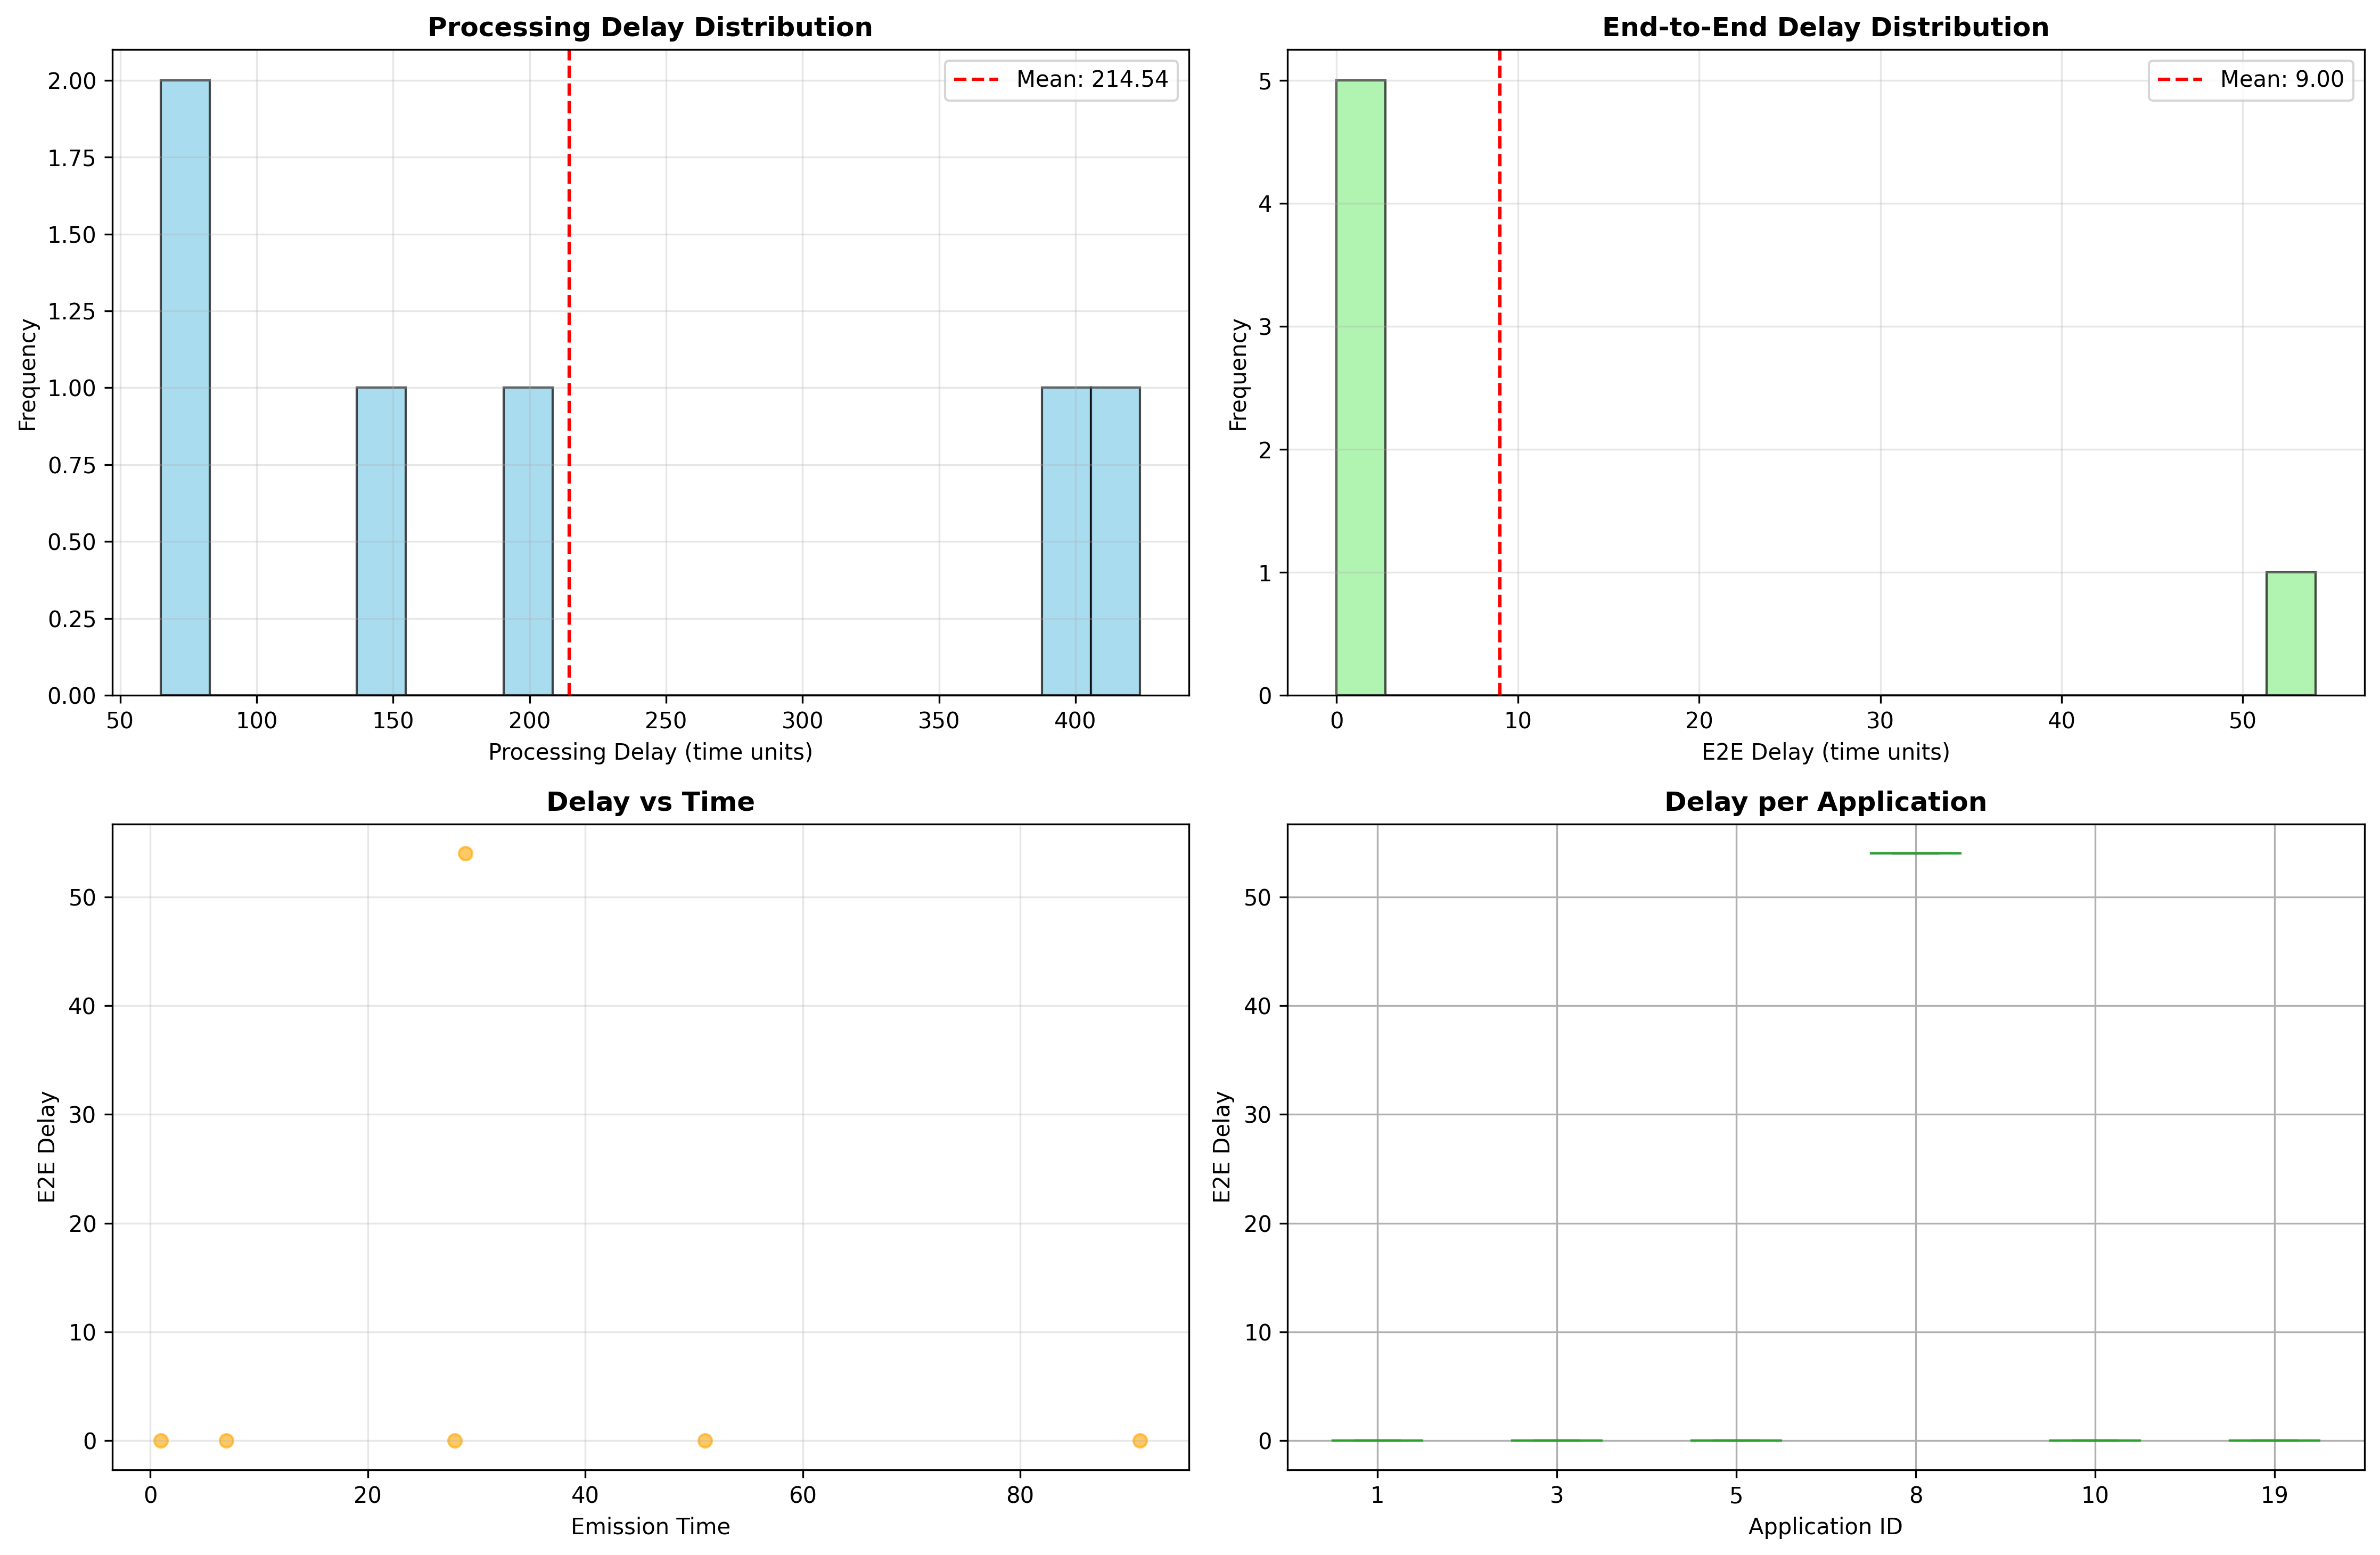 Processing Delay Distribution
Mean: 214.54
Frequency
2.00
1.75
1.50
1.25
1.00
0.75
0.50
0.25
0.00
50 100 150 200 250 300 350 400
Processing Delay (time units)
End-to-End Delay Distribution
Mean: 9.00
Frequency
5
4
3
2
1
0
0 10 20 30 40 50
E2E Delay (time units)
Delay vs Time
E2E Delay
50
40
30
20
10
0
0 20 40 60 80
Emission Time
Delay per Application
E2E Delay
50
40
30
20
10
0
1 3 5 8 10 19
Application ID